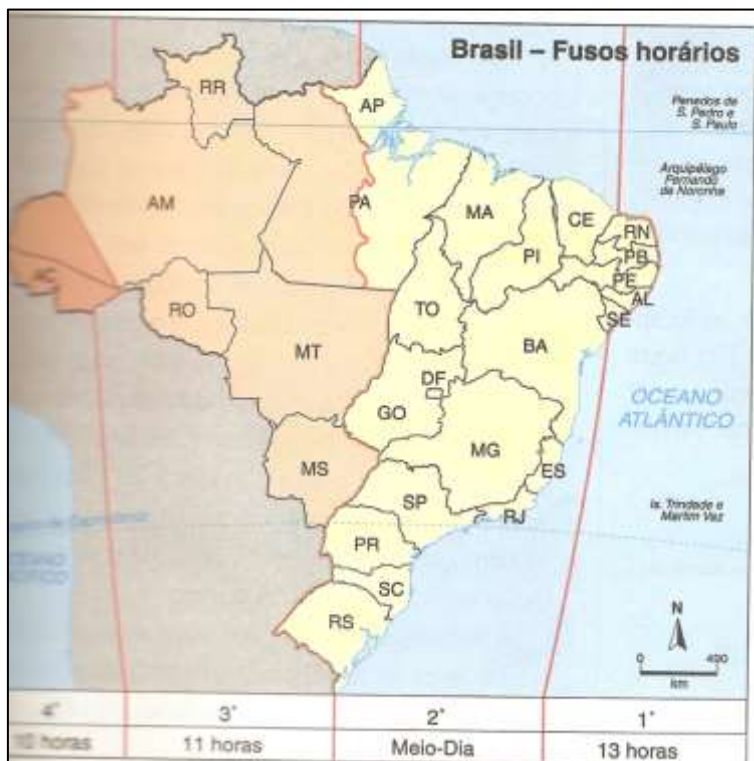 Brasil – Fusos horários
RR
AP
Penedos de
S. Pedro e
S. Paulo
Arquipélago
Fernando
de Noronha
AM
PA
MA
CE
RN
PB
PE
AL
SE
PI
AC
RO
TO
MT
BA
DF
GO
OCEANO
ATLÂNTICO
MG
MS
ES
SP
RJ
Is. Trindade e
Martim Vaz
PR
SC
RS
N
0
km
4°
3°
2°
1°
10 horas
11 horas
Meio-Dia
13 horas